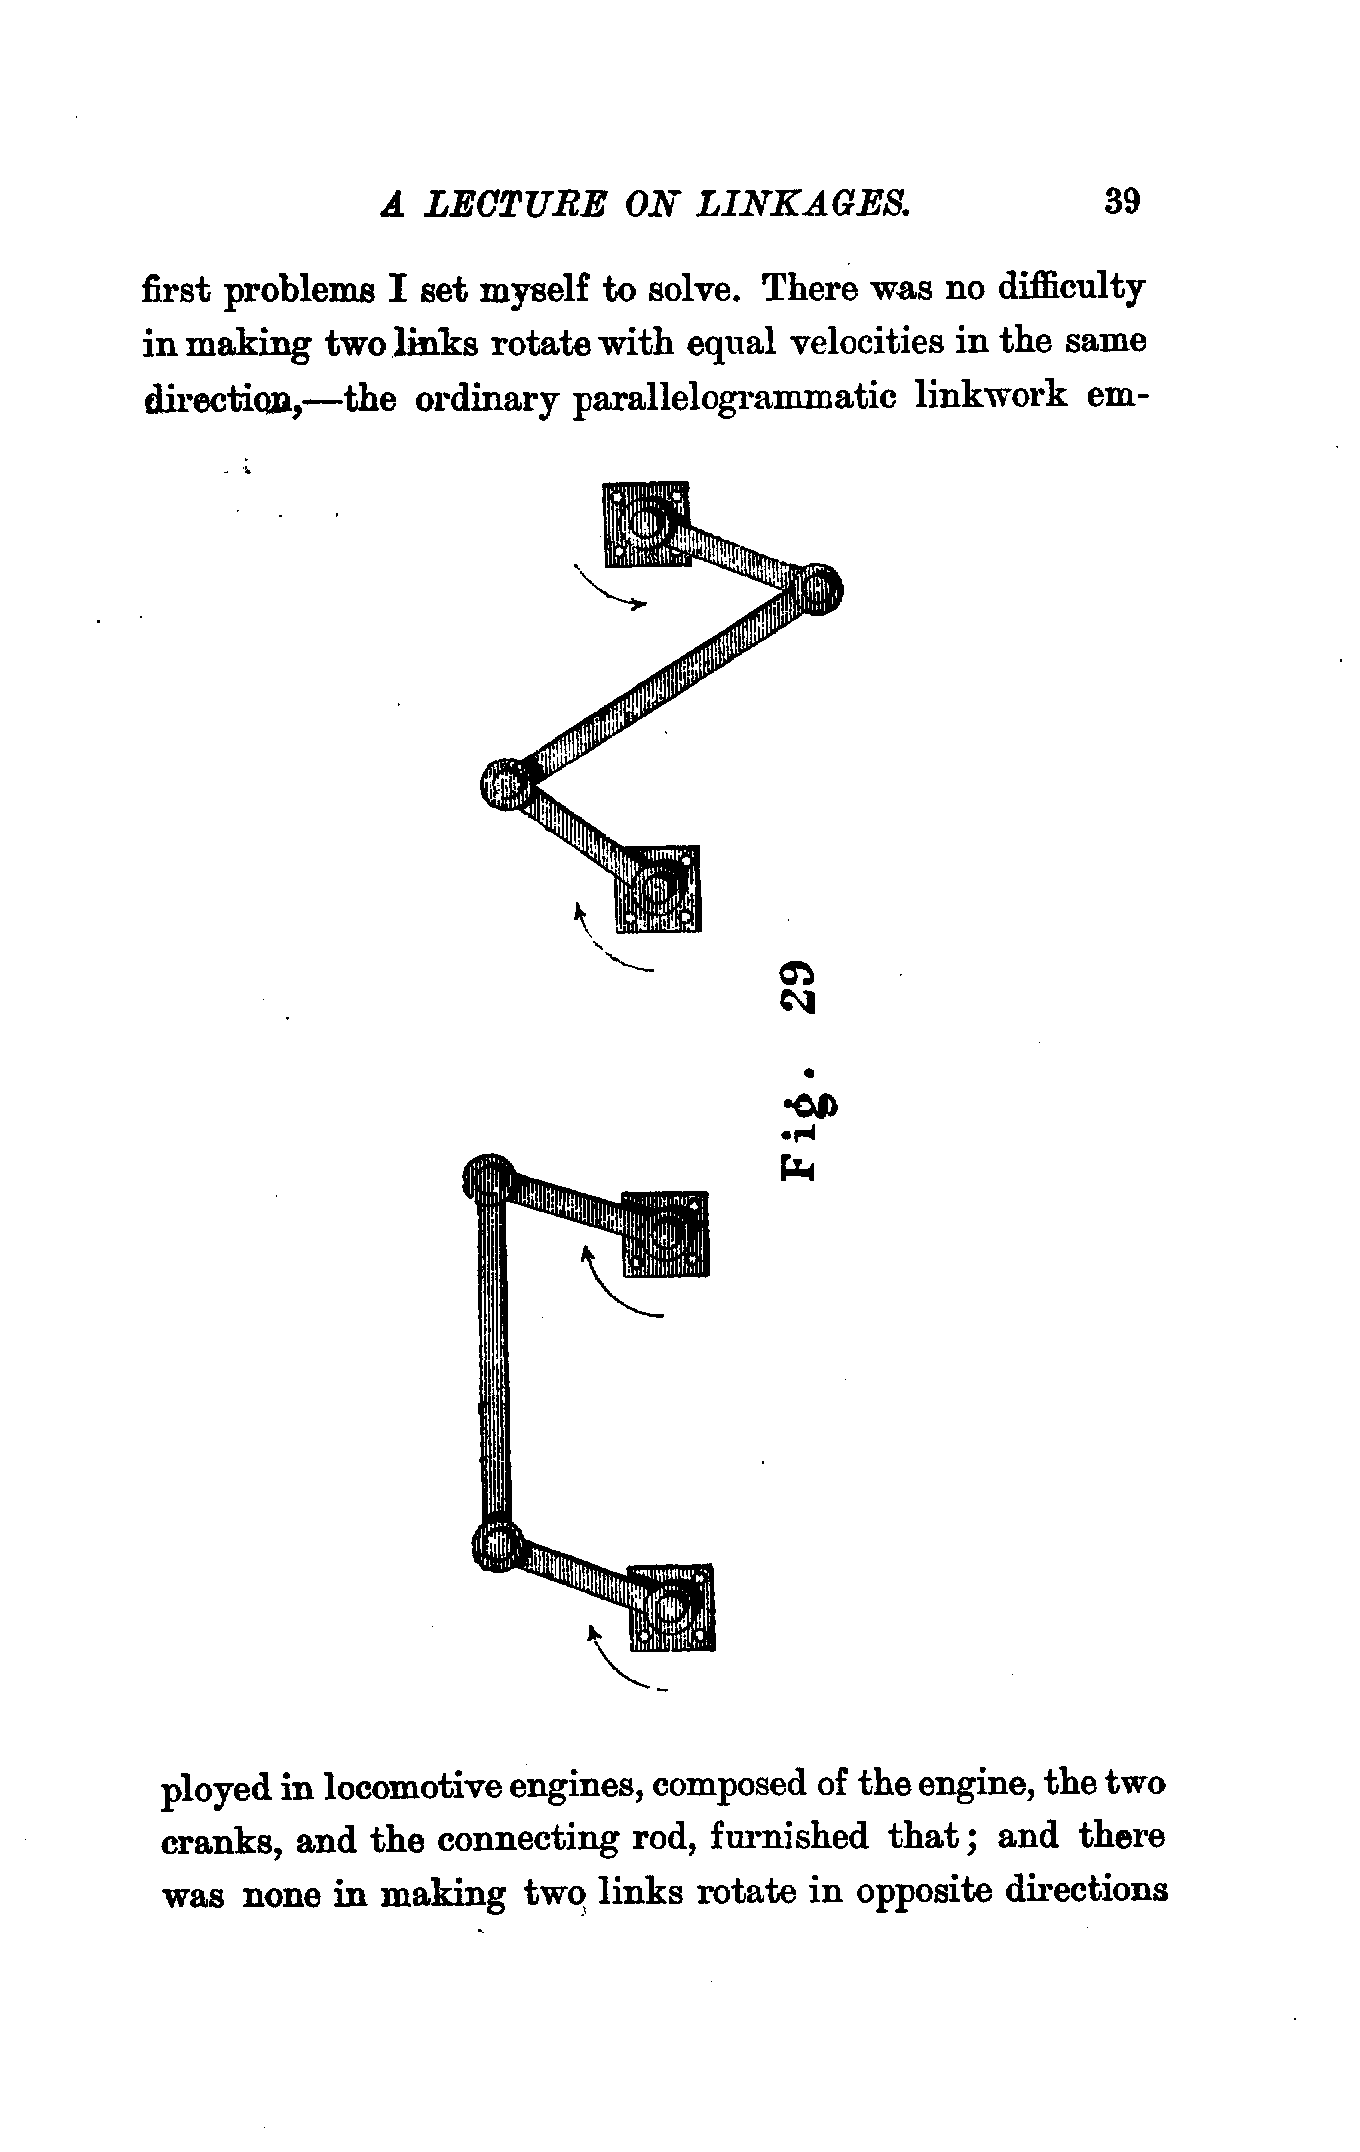 A LECTURE ON LINKAGES. 39
first problems I set myself to solve. There was no difficulty
in making two links rotate with equal velocities in the same
direction,—the ordinary parallelogrammatic linkwork em-
Fig. 29
ployed in locomotive engines, composed of the engine, the two
cranks, and the connecting rod, furnished that; and there
was none in making two links rotate in opposite directions